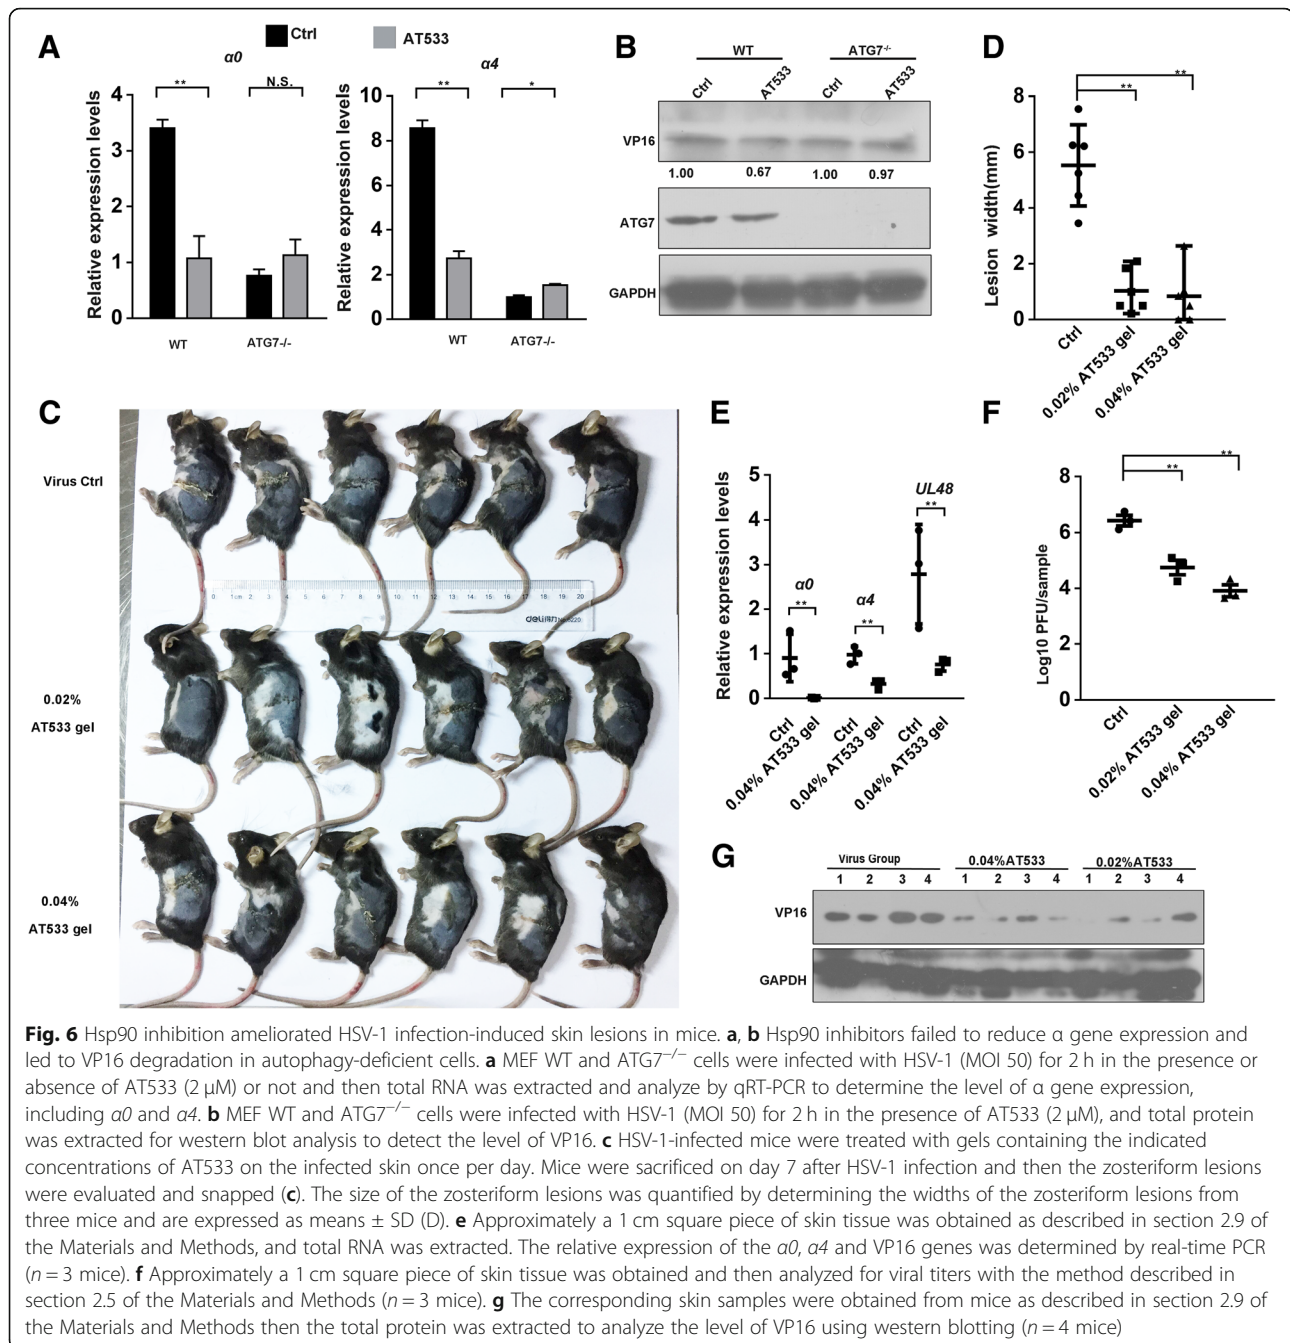 A
Ctrl
AT533
α0
**
N.S.
Relative expression levels
4
3
2
1
0
WT
ATG7-/-
α4
**
*
Relative expression levels
10
8
6
4
2
0
WT
ATG7-/-
B
WT
ATG7-/-
Ctrl
AT533
Ctrl
AT533
VP16
1.00
0.67
1.00
0.97
ATG7
GAPDH
D
**
**
Lesion width(mm)
8
6
4
2
0
Ctrl
0.02% AT533 gel
0.04% AT533 gel
C
Virus Ctrl
0 1cm 2 3 4 5 6 7 8 9 10 11 12 13 14 15 16 17 18 19 20
deli
0.02%
AT533 gel
0.04%
AT533 gel
E
Relative expression levels
5
4
3
2
1
0
α0
**
α4
**
UL48
**
Ctrl
0.04% AT533 gel
Ctrl
0.04% AT533 gel
Ctrl
0.04% AT533 gel
F
**
**
Log10 PFU/sample
8
6
4
2
0
Ctrl
0.02% AT533 gel
0.04% AT533 gel
G
Virus Group 0.04%AT533 0.02%AT533
1 2 3 4 1 2 3 4 1 2 3 4
VP16
GAPDH
Fig. 6 Hsp90 inhibition ameliorated HSV-1 infection-induced skin lesions in mice. a, b Hsp90 inhibitors failed to reduce α gene expression and
led to VP16 degradation in autophagy-deficient cells. a MEF WT and ATG7−/− cells were infected with HSV-1 (MOI 50) for 2 h in the presence or
absence of AT533 (2 μM) or not and then total RNA was extracted and analyze by qRT-PCR to determine the level of α gene expression,
including α0 and α4. b MEF WT and ATG7−/− cells were infected with HSV-1 (MOI 50) for 2 h in the presence of AT533 (2 μM), and total protein
was extracted for western blot analysis to detect the level of VP16. c HSV-1-infected mice were treated with gels containing the indicated
concentrations of AT533 on the infected skin once per day. Mice were sacrificed on day 7 after HSV-1 infection and then the zosteriform lesions
were evaluated and snapped (c). The size of the zosteriform lesions was quantified by determining the widths of the zosteriform lesions from
three mice and are expressed as means ± SD (D). e Approximately a 1 cm square piece of skin tissue was obtained as described in section 2.9 of
the Materials and Methods, and total RNA was extracted. The relative expression of the α0, α4 and VP16 genes was determined by real-time PCR
(n = 3 mice). f Approximately a 1 cm square piece of skin tissue was obtained and then analyzed for viral titers with the method described in
section 2.5 of the Materials and Methods (n = 3 mice). g The corresponding skin samples were obtained from mice as described in section 2.9 of
the Materials and Methods then the total protein was extracted to analyze the level of VP16 using western blotting (n = 4 mice)